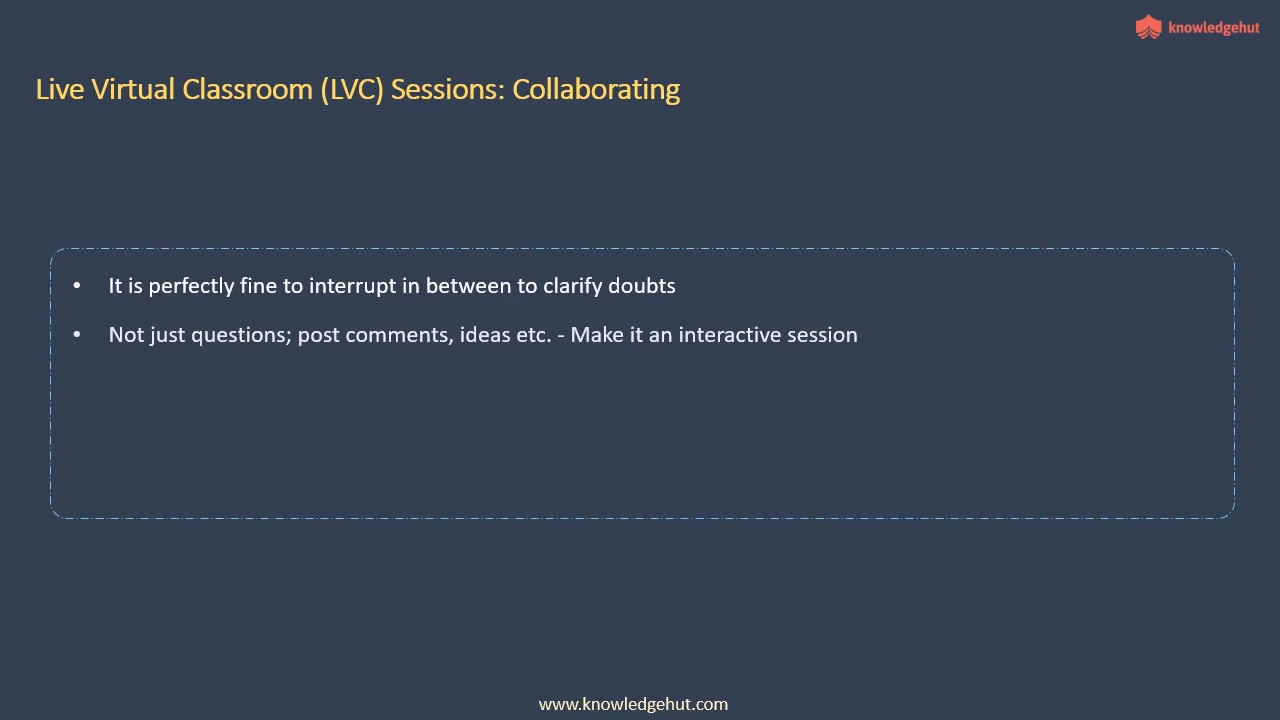 knowledgehut
Live Virtual Classroom (LVC) Sessions: Collaborating
• It is perfectly fine to interrupt in between to clarify doubts
• Not just questions; post comments, ideas etc. - Make it an interactive session
www.knowledgehut.com